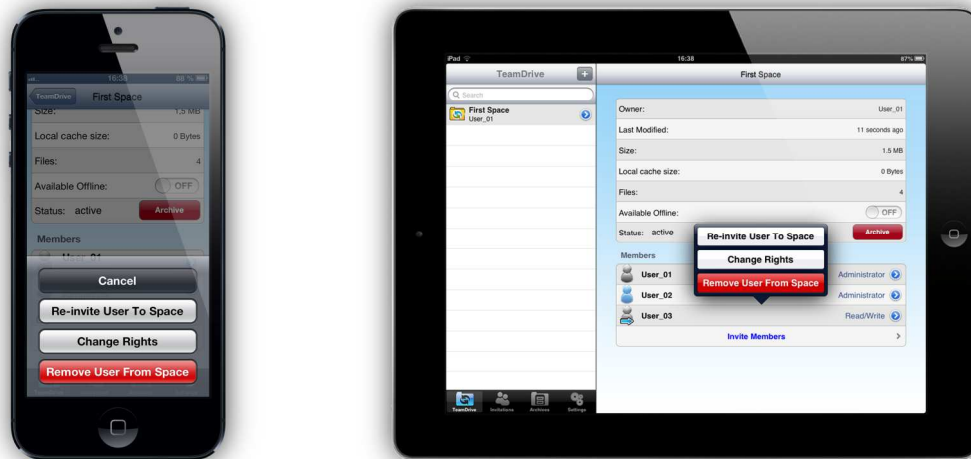 16:38 88 %
TeamDrive First Space
Size: 1,5 MB
Local cache size: 0 Bytes
Files: 4
Available Offline: OFF
Status: active Archive
Members
User_01
Cancel
Re-invite User To Space
Change Rights
Remove User From Space
iPad 16:38 87%
TeamDrive + First Space
Search
First Space
User_01
Owner: User_01
Last Modified: 11 seconds ago
Size: 1.5 MB
Local cache size: 0 Bytes
Files: 4
Available Offline: OFF
Status: active Archive
Re-invite User To Space
Members
Change Rights
User_01 Administrator
Remove User From Space
User_02 Administrator
User_03 Read/Write
Invite Members
TeamDrive Invitations Archives Settings